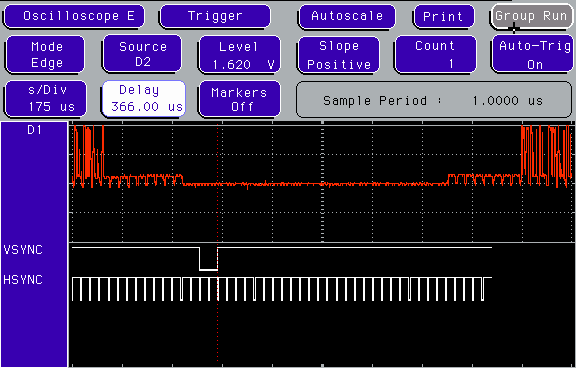 Oscilloscope E Trigger Autoscale Print Group Run
Mode Source Level Slope Count Auto-Trig
Edge D2 1.620 V Positive 1 On
s/Div Delay Markers
175 us 366.00 us Off
Sample Period : 1.0000 us
D1
VSYNC
HSYNC